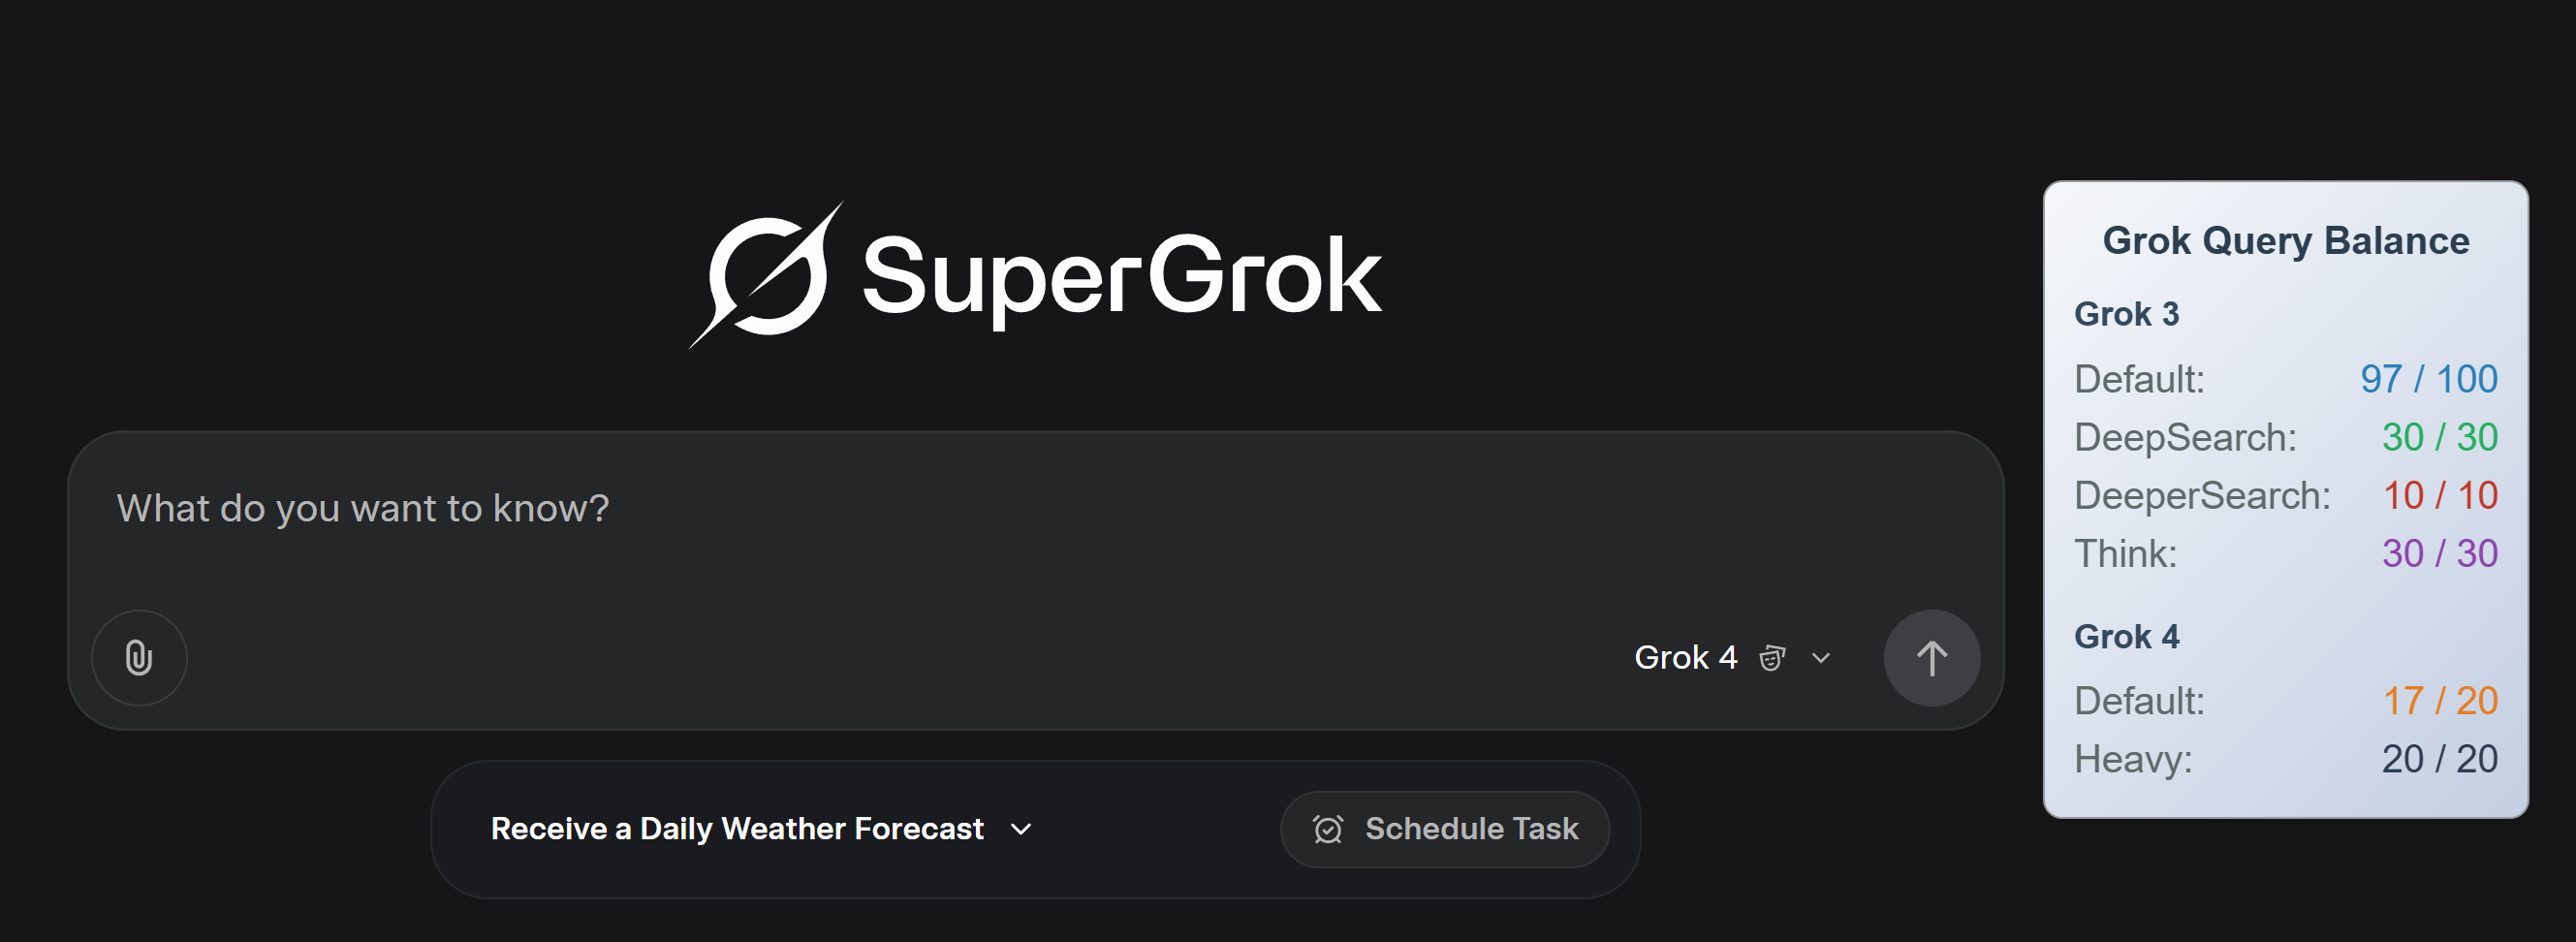 SuperGrok
What do you want to know?
Grok 4
Receive a Daily Weather Forecast
Schedule Task
Grok Query Balance
Grok 3
Default: 97 / 100
DeepSearch: 30 / 30
DeeperSearch: 10 / 10
Think: 30 / 30
Grok 4
Default: 17 / 20
Heavy: 20 / 20